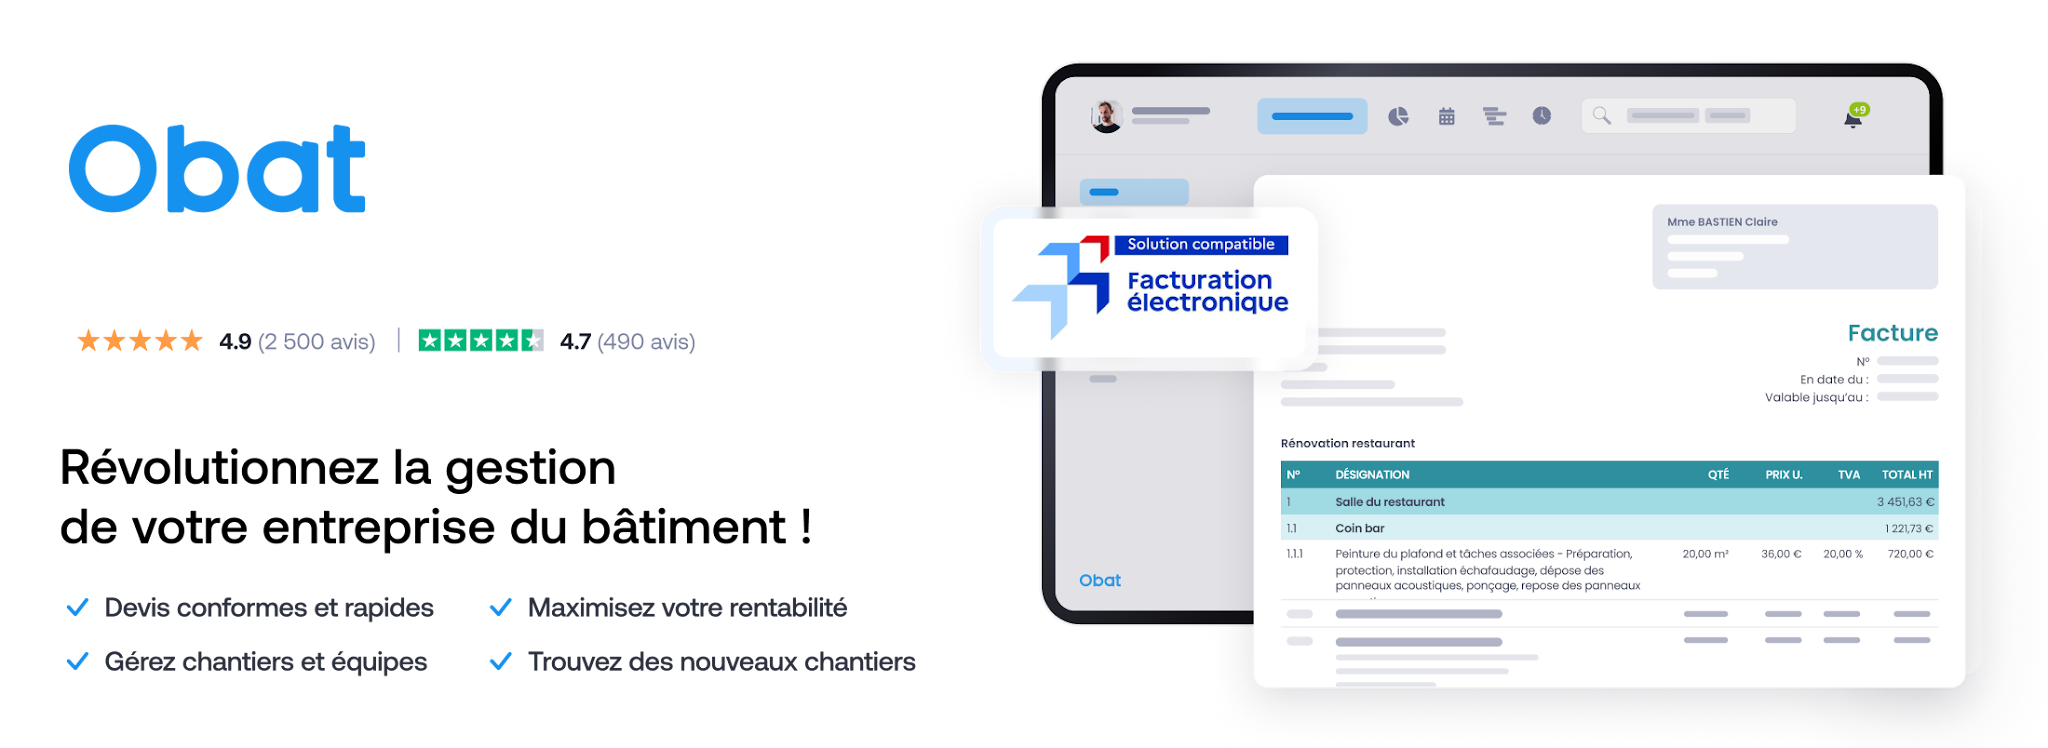 Obat
4.9 (2 500 avis)
4.7 (490 avis)
Révolutionnez la gestion
de votre entreprise du bâtiment !
Devis conformes et rapides
Maximisez votre rentabilité
Gérez chantiers et équipes
Trouvez des nouveaux chantiers
+9
Solution compatible
Facturation
électronique
Mme BASTIEN Claire
Facture
N°
En date du :
Valable jusqu'au :
Rénovation restaurant
N° DÉSIGNATION QTÉ PRIX U. TVA TOTAL HT
1 Salle du restaurant 3 451,63 €
1.1 Coin bar 1 221,73 €
1.1.1 Peinture du plafond et tâches associées - Préparation, 20,00 m² 36,00 € 20,00 % 720,00 €
protection, installation échafaudage, dépose des
panneaux acoustiques, ponçage, repose des panneaux
Obat